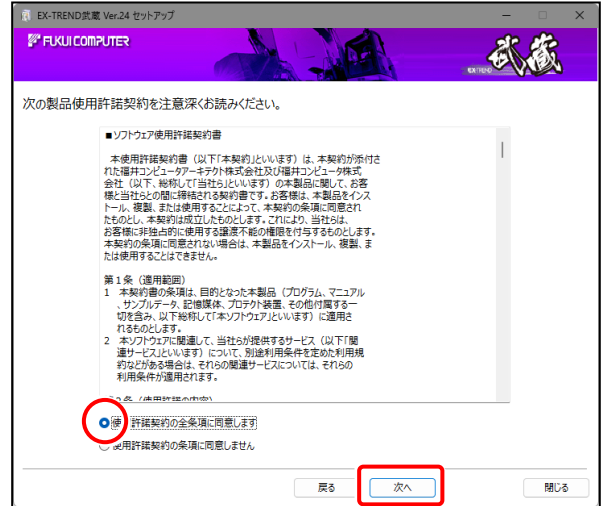 EX-TREND武蔵 Ver.24 セットアップ
FUKUI COMPUTER
EX-TREND 武蔵
次の製品使用許諾契約を注意深くお読みください。
■ソフトウェア使用許諾契約書
本使用許諾契約書（以下「本契約」といいます）は、本契約が添付さ
れた福井コンピュータアーキテクト株式会社及び福井コンピュータ株式
会社（以下、総称して「当社ら」といいます）の本製品に関して、お客
様と当社らとの間に締結される契約書です。お客様は、本製品をインス
トール、複製、または使用することによって、本契約の条項に同意され
たものとし、本契約は成立したものとします。これにより、当社らは、
お客様に非独占的に使用する譲渡不能の権限を付与するものとします。
本契約の条項に同意されない場合は、本製品をインストール、複製、ま
たは使用することはできません。
第１条（適用範囲）
1 本契約書の条項は、目的となった本製品（プログラム、マニュアル
、サンプルデータ、記憶媒体、プロテクト装置、その他付属する一
切を含み、以下総称して「本ソフトウェア」といいます）に適用さ
れるものとします。
2 本ソフトウェアに関連して、当社らが提供するサービス（以下「関
連サービス」といいます）について、別途利用条件を定めた利用規
約などがある場合は、それらの関連サービスについては、それらの
利用条件が適用されます。
第２条（使用許諾の内容）
使用許諾契約の全条項に同意します
使用許諾契約の条項に同意しません
戻る
次へ
閉じる